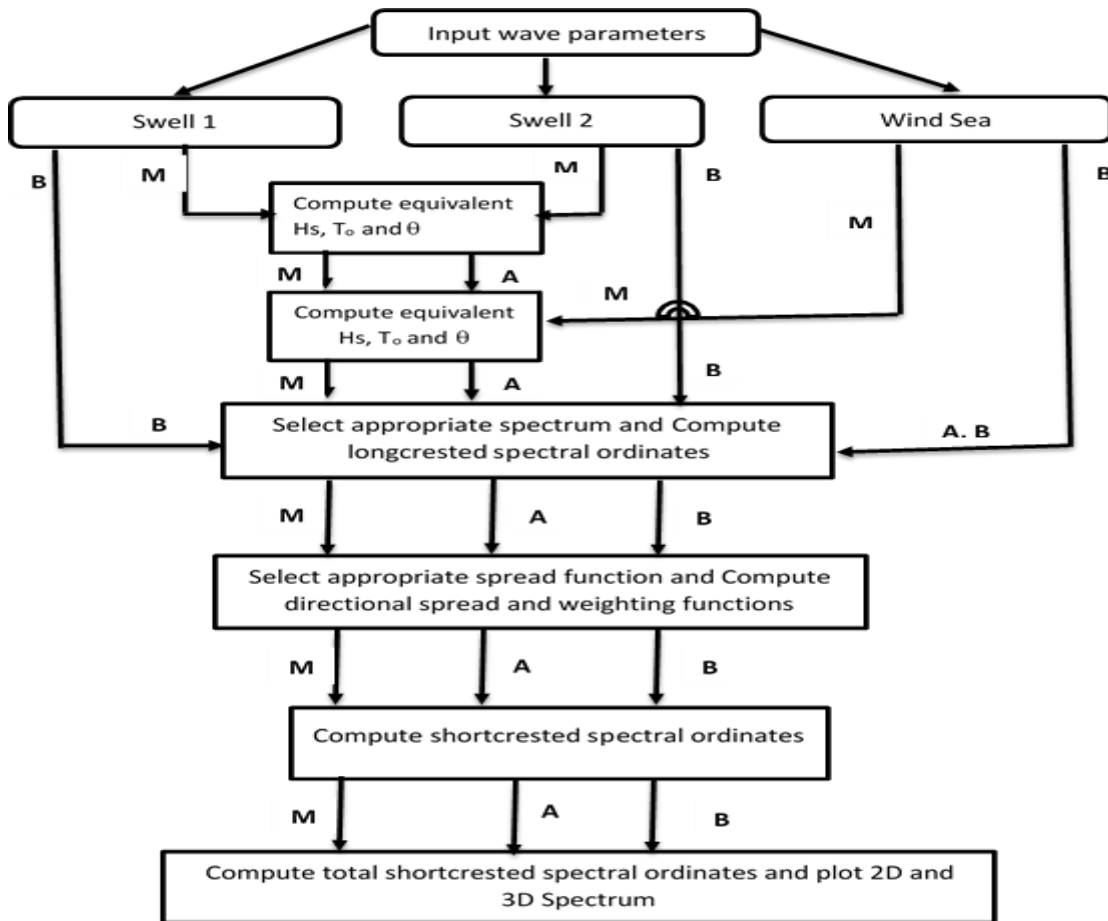 Input wave parameters
Swell 1
Swell 2
Wind Sea
B
M
M
B
M
B
Compute equivalent
Hs, Tₒ and θ
M
A
M
Compute equivalent
Hs, Tₒ and θ
M
A
B
B
A. B
Select appropriate spectrum and Compute
longcrested spectral ordinates
M
A
B
Select appropriate spread function and Compute
directional spread and weighting functions
M
A
B
Compute shortcrested spectral ordinates
M
A
B
Compute total shortcrested spectral ordinates and plot 2D and
3D Spectrum